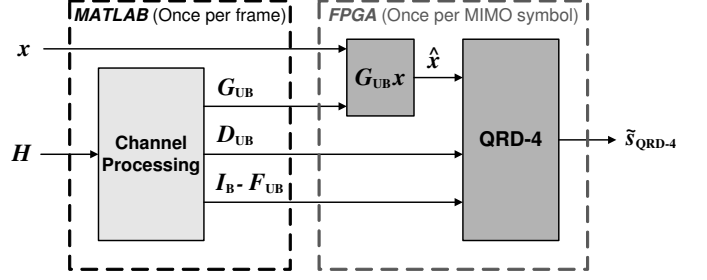 MATLAB (Once per frame) FPGA (Once per MIMO symbol)
x
G_UB
G_UB x
x̂
QRD-4
H
Channel
Processing
D_UB
I_B - F_UB
s̃_QRD-4